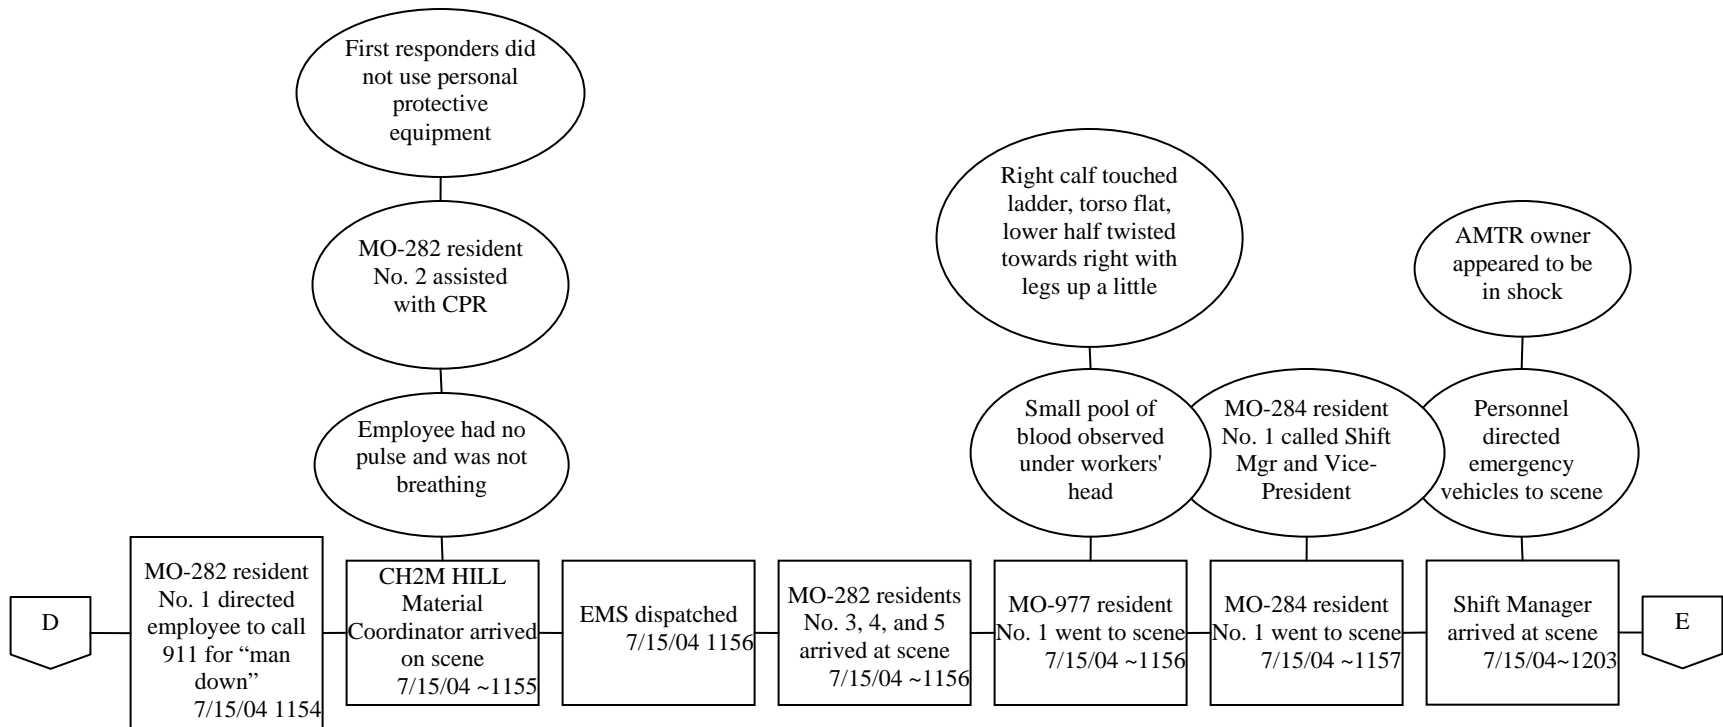 First responders did
not use personal
protective
equipment
MO-282 resident
No. 2 assisted
with CPR
Employee had no
pulse and was not
breathing
Right calf touched
ladder, torso flat,
lower half twisted
towards right with
legs up a little
Small pool of
blood observed
under workers'
head
MO-284 resident
No. 1 called Shift
Mgr and Vice-
President
AMTR owner
appeared to be
in shock
Personnel
directed
emergency
vehicles to scene
D
MO-282 resident
No. 1 directed
employee to call
911 for “man
down”
7/15/04 1154
CH2M HILL
Material
Coordinator arrived
on scene
7/15/04 ~1155
EMS dispatched
7/15/04 1156
MO-282 residents
No. 3, 4, and 5
arrived at scene
7/15/04 ~1156
MO-977 resident
No. 1 went to scene
7/15/04 ~1156
MO-284 resident
No. 1 went to scene
7/15/04 ~1157
Shift Manager
arrived at scene
7/15/04~1203
E